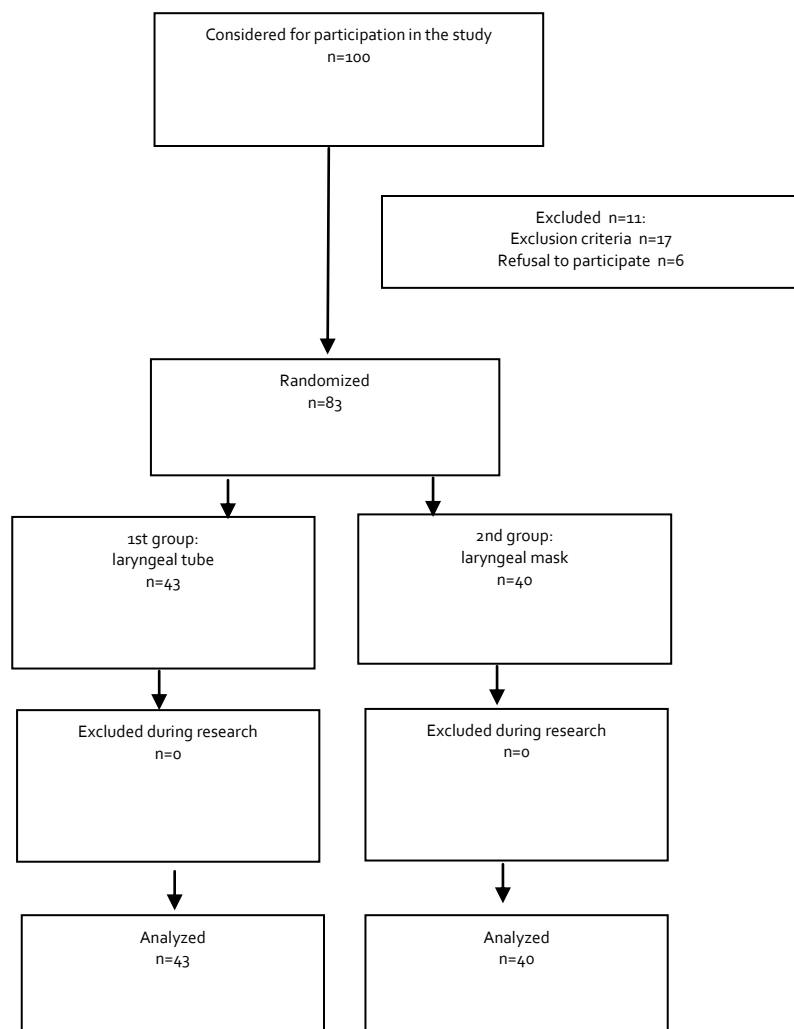 Considered for participation in the study
n=100
Excluded n=11:
Exclusion criteria n=17
Refusal to participate n=6
Randomized
n=83
1st group:
laryngeal tube
n=43
2nd group:
laryngeal mask
n=40
Excluded during research
n=0
Excluded during research
n=0
Analyzed
n=43
Analyzed
n=40